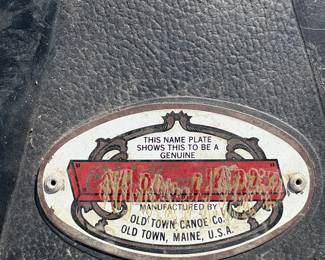 THIS NAME PLATE
SHOWS THIS TO BE A
GENUINE
MANUFACTURED BY
OLD TOWN CANOE Co.
OLD TOWN, MAINE, U.S.A.